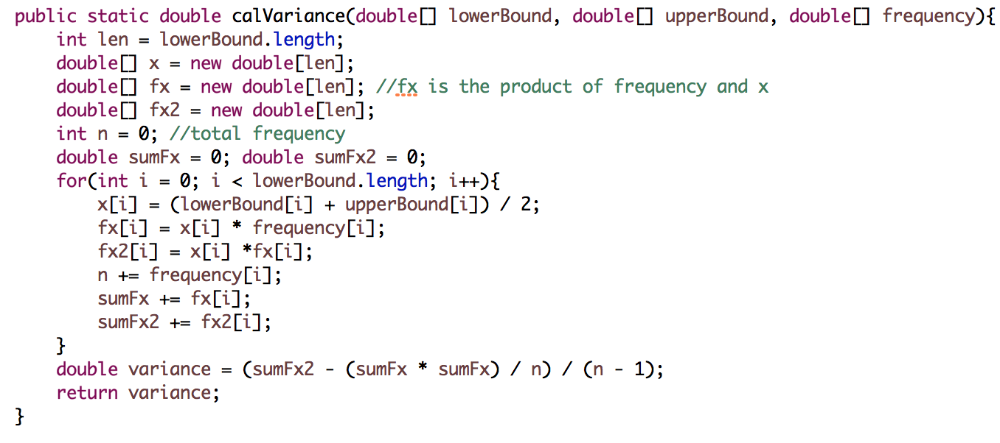 public static double calVariance(double[] lowerBound, double[] upperBound, double[] frequency){
    int len = lowerBound.length;
    double[] x = new double[len];
    double[] fx = new double[len]; //fx is the product of frequency and x
    double[] fx2 = new double[len];
    int n = 0; //total frequency
    double sumFx = 0; double sumFx2 = 0;
    for(int i = 0; i < lowerBound.length; i++){
        x[i] = (lowerBound[i] + upperBound[i]) / 2;
        fx[i] = x[i] * frequency[i];
        fx2[i] = x[i] *fx[i];
        n += frequency[i];
        sumFx += fx[i];
        sumFx2 += fx2[i];
    }
    double variance = (sumFx2 - (sumFx * sumFx) / n) / (n - 1);
    return variance;
}